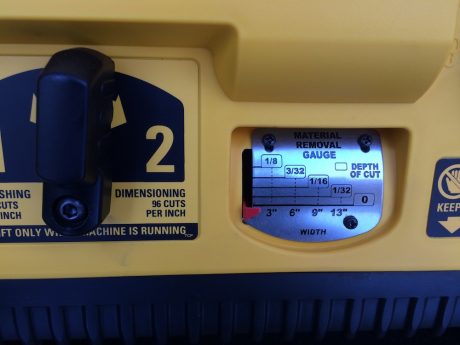 2
SHING
CUTS
INCH
DIMENSIONING
96 CUTS
PER INCH
FT ONLY WH MACHINE IS RUNNING
MATERIAL
REMOVAL
GAUGE
DEPTH
OF CUT
1/8
3/32
1/16
1/32
0
3" 6" 9" 13"
WIDTH
KEEP